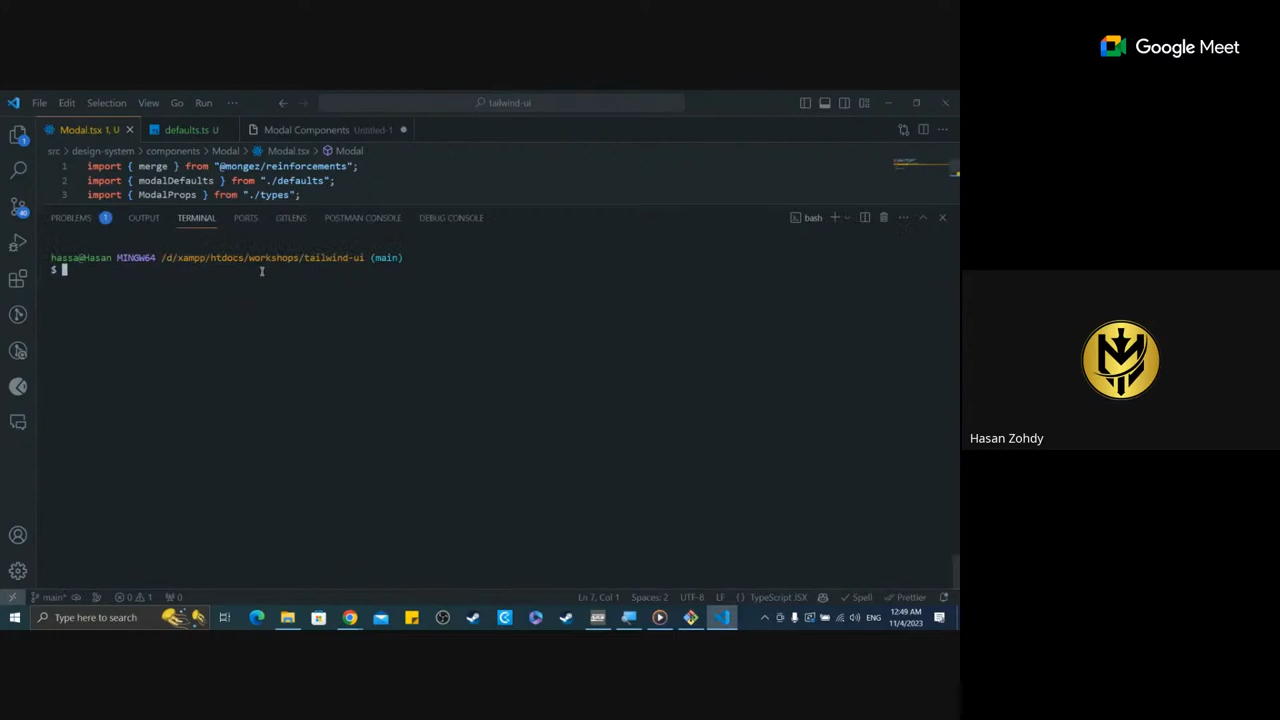 Google Meet
File Edit Selection View Go Run ··· tailwind-ui
Modal.tsx 1, U defaults.ts U Modal Components Untitled-1
src > design-system > components > Modal > Modal.tsx > Modal
1 import { merge } from "@mongez/reinforcements";
2 import { modalDefaults } from "./defaults";
3 import { ModalProps } from "./types";
PROBLEMS 1 OUTPUT TERMINAL PORTS GITLENS POSTMAN CONSOLE DEBUG CONSOLE bash
hassa@Hasan MINGW64 /d/xampp/htdocs/workshops/tailwind-ui (main)
$
40
Hasan Zohdy
main* 0 1 0 Ln 7, Col 1 Spaces: 2 UTF-8 LF {} TypeScript JSX Spell Prettier
Type here to search ENG 12:49 AM
11/4/2023